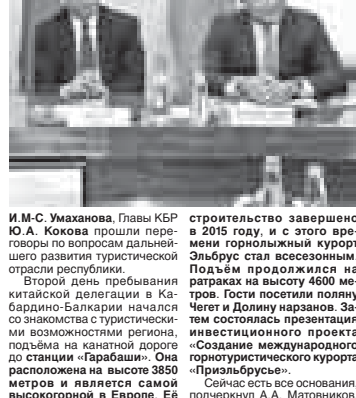 И.М-С. Умаханова, Главы КБР
Ю.А. Кокова прошли пере-
говоры по вопросам дальней-
шего развития туристической
отрасли республики.
Второй день пребывания
китайской делегации в Ка-
бардино-Балкарии начался
со знакомства с туристически-
ми возможностями региона,
подъёма на канатной дороге
до станции «Гарабаши». Она
расположена на высоте 3850
метров и является самой
высокогорной в Европе. Её
строительство завершено
в 2015 году, и с этого вре-
мени горнолыжный курорт
Эльбрус стал всесезонным.
Подъём продолжился на
ратраках на высоту 4600 ме-
тров. Гости посетили поляну
Чегет и Долину нарзанов. За-
тем состоялась презентация
инвестиционного проекта
«Создание международного
горнотуристического курорта
«Приэльбрусье».
Сейчас есть все основания,
подчеркнул А.А. Матовников,